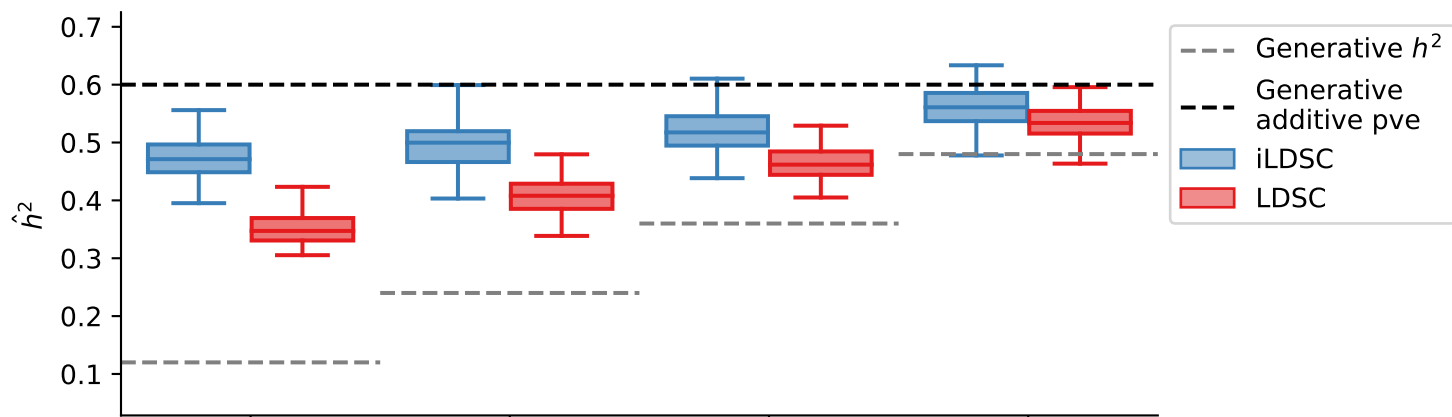 0.7
0.6
0.5
0.4
0.3
0.2
0.1
ĥ²
Generative h²
Generative
additive pve
iLDSC
LDSC